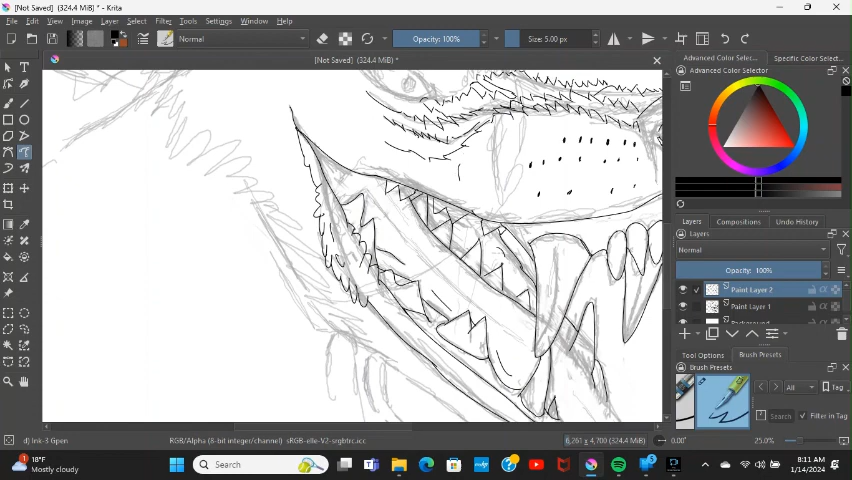 [Not Saved] (324.4 MiB) * - Krita
File Edit View Image Layer Select Filter Tools Settings Window Help
Normal Opacity: 100% Size: 5.00 px
[Not Saved] (324.4 MiB) *
Advanced Color Selec... Specific Color Selec...
Advanced Color Selector
Layers Compositions Undo History
Layers
Normal
Opacity: 100%
Paint Layer 2
Paint Layer 1
Background
Tool Options Brush Presets
Brush Presets
All Tag
Search Filter in Tag
d) Ink-3 Gpen RGB/Alpha (8-bit integer/channel) sRGB-elle-V2-srgbtrc.icc 6,261 x 4,700 (324.4 MiB) 0.00° 25.0%
18°F
Mostly cloudy
Search
8:11 AM
1/14/2024